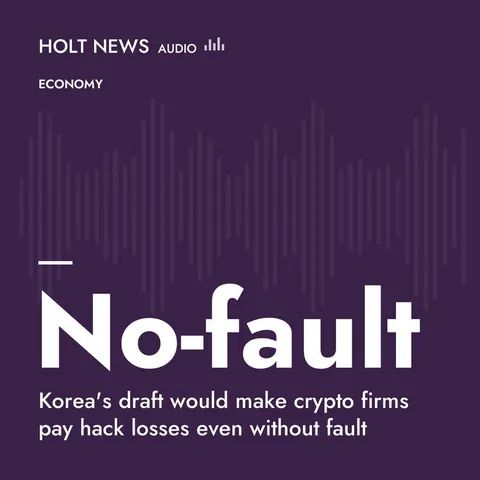 HOLT NEWS AUDIO
ECONOMY
No-fault
Korea's draft would make crypto firms
pay hack losses even without fault